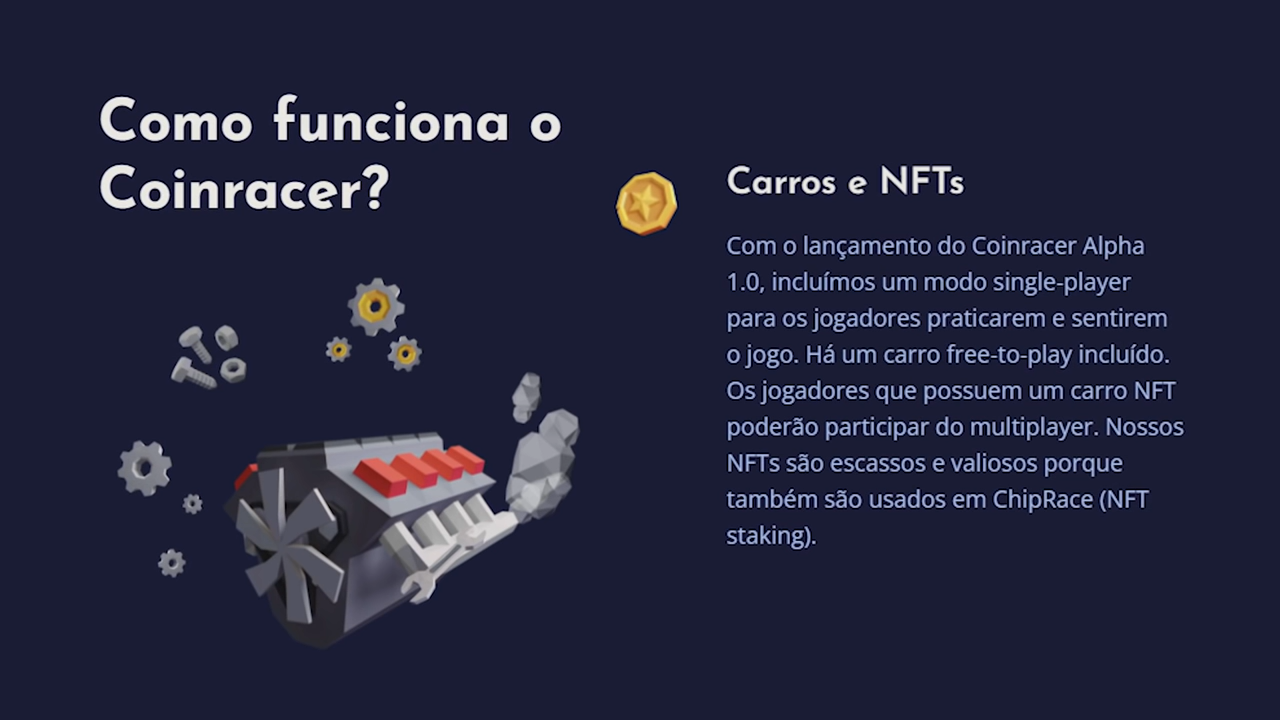 Como funciona o
Coinracer?
Carros e NFTs
Com o lançamento do Coinracer Alpha
1.0, incluímos um modo single-player
para os jogadores praticarem e sentirem
o jogo. Há um carro free-to-play incluído.
Os jogadores que possuem um carro NFT
poderão participar do multiplayer. Nossos
NFTs são escassos e valiosos porque
também são usados em ChipRace (NFT
staking).